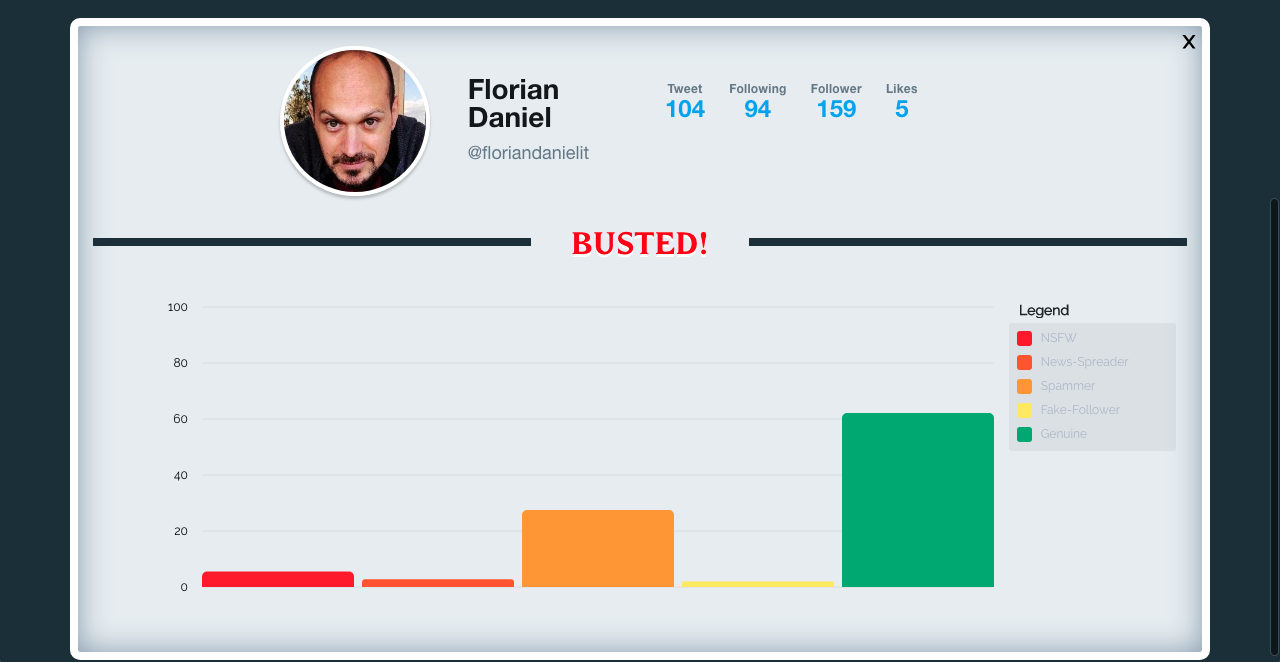 X
Florian
Daniel
@floriandanielit
Tweet Following Follower Likes
104 94 159 5
BUSTED!
100
80
60
40
20
0
Legend
NSFW
News-Spreader
Spammer
Fake-Follower
Genuine